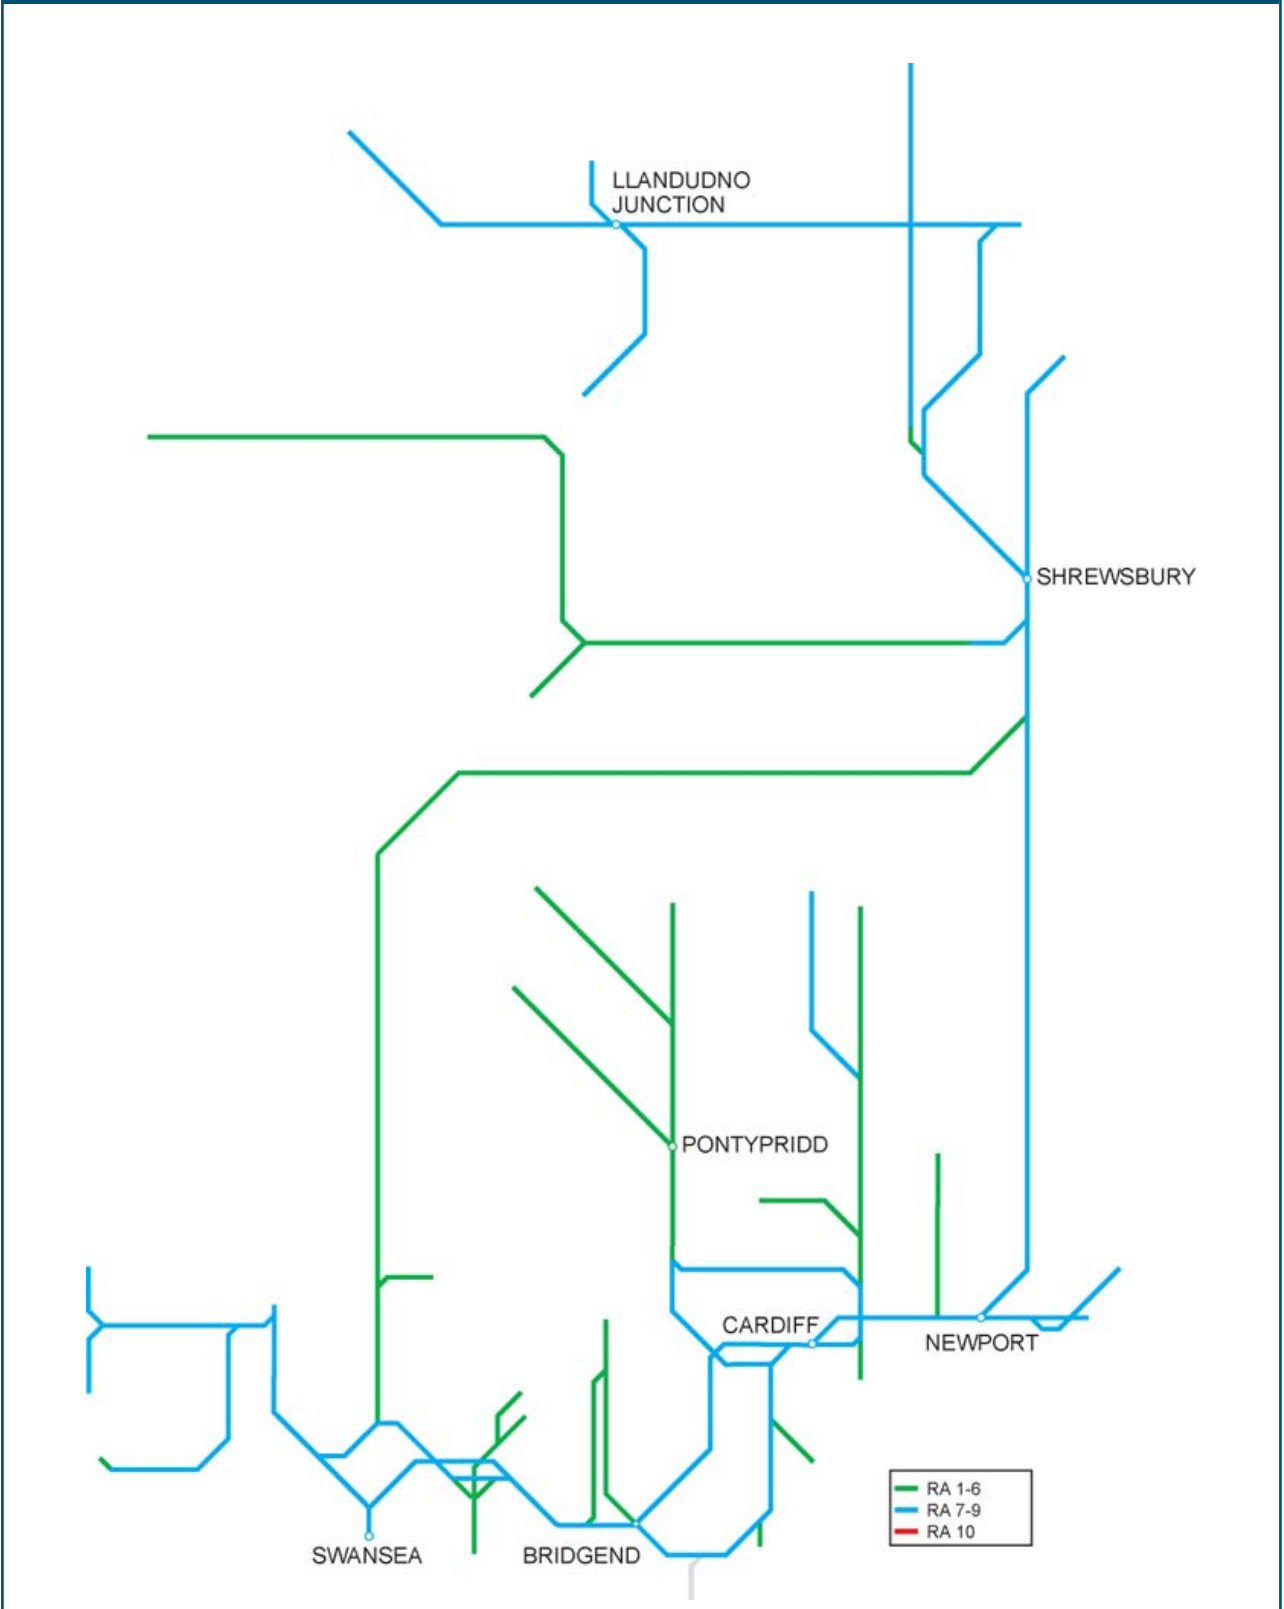 LLANDUDNO
JUNCTION
SHREWSBURY
PONTYPRIDD
CARDIFF
NEWPORT
SWANSEA
BRIDGEND
RA 1-6
RA 7-9
RA 10